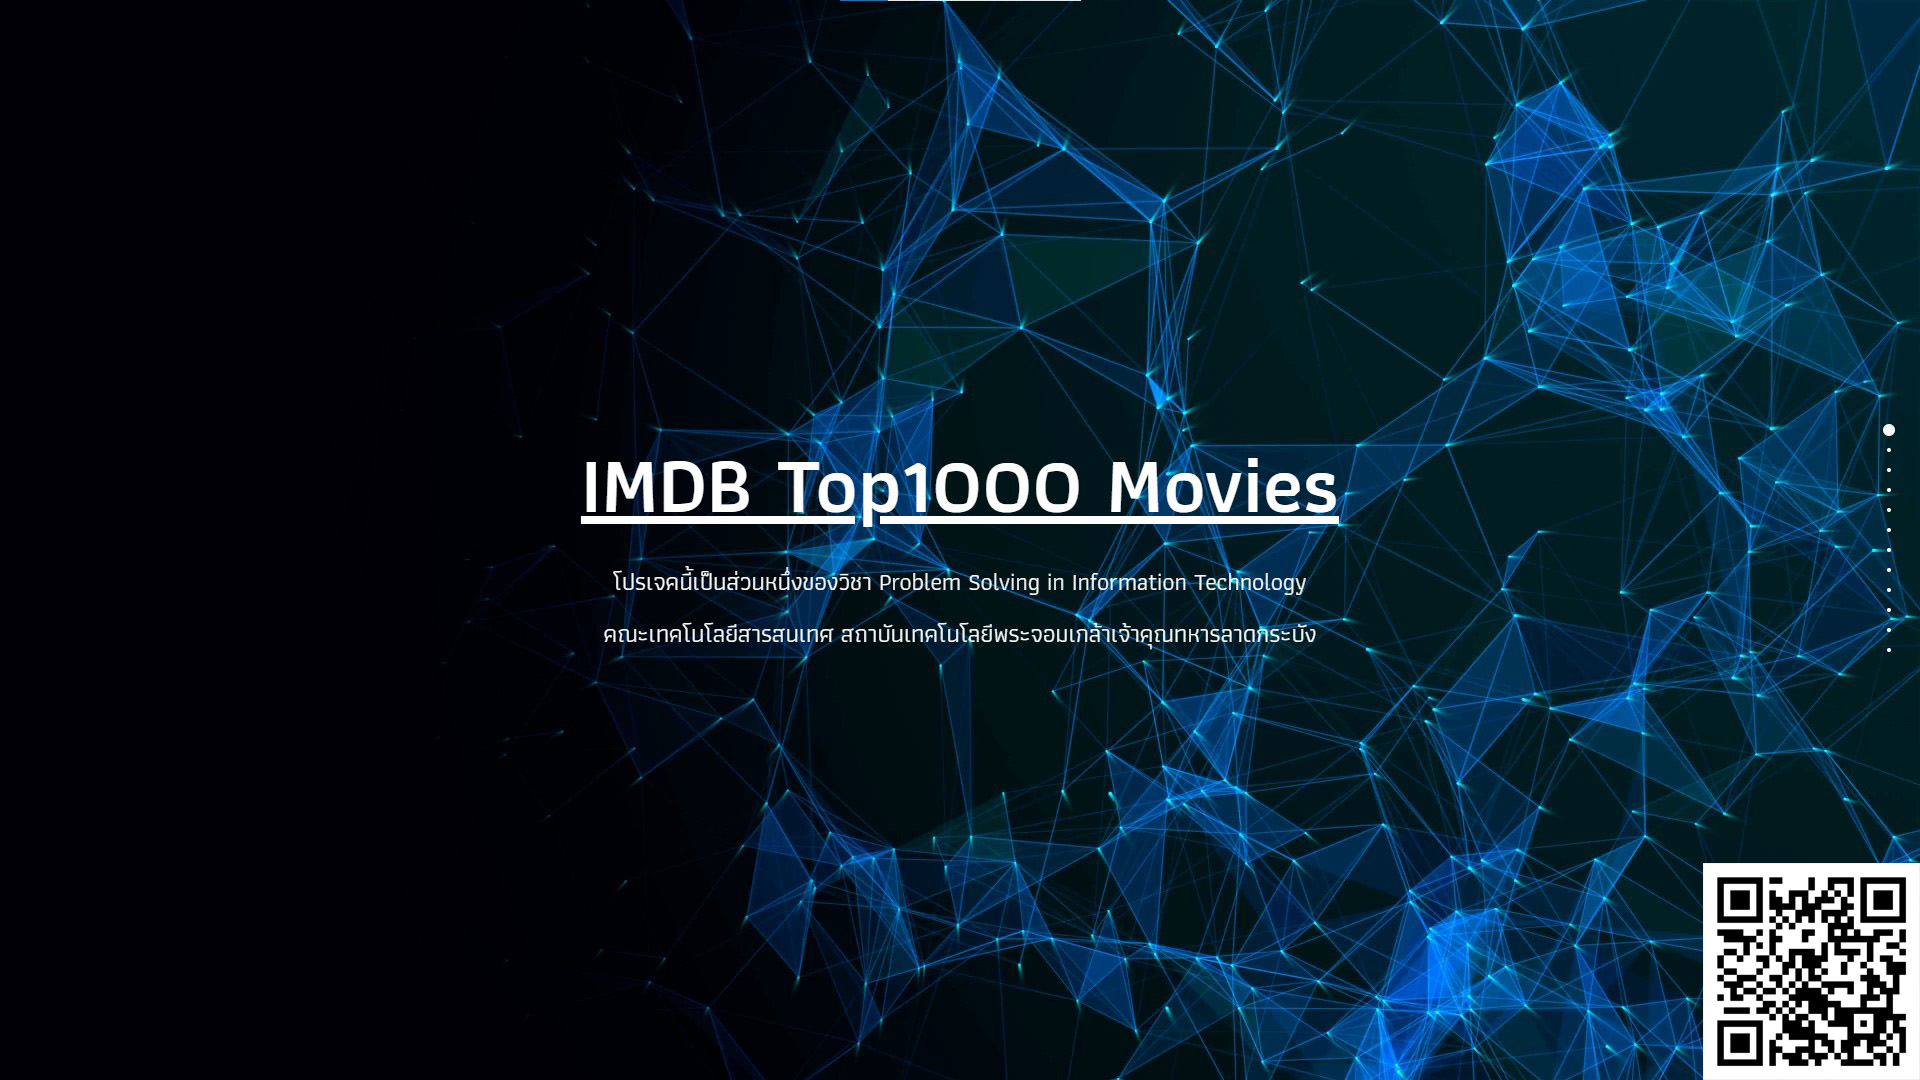 IMDB Top1000 Movies
โปรเจคนี้เป็นส่วนหนึ่งของวิชา Problem Solving in Information Technology
คณะเทคโนโลยีสารสนเทศ สถาบันเทคโนโลยีพระจอมเกล้าเจ้าคุณทหารลาดกระบัง